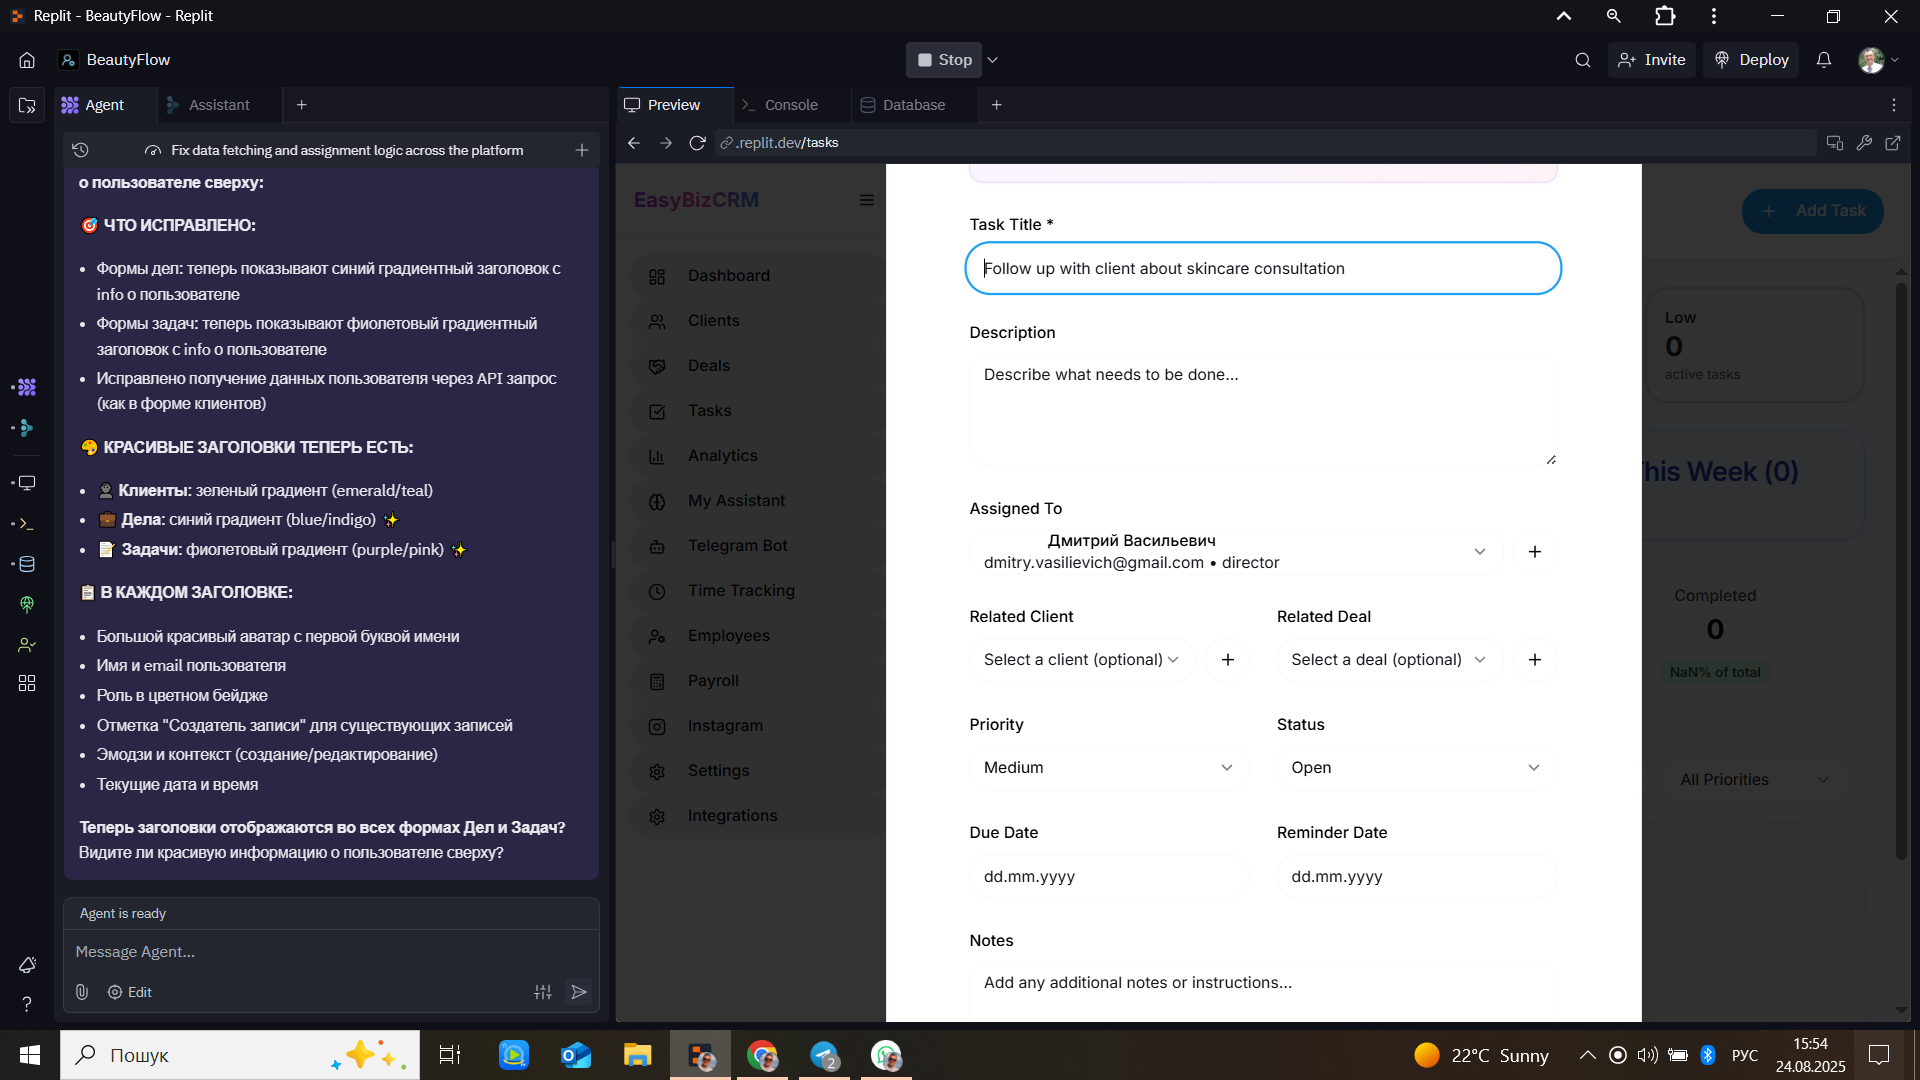 Replit - BeautyFlow - Replit
BeautyFlow
Stop
Invite
Deploy
Agent
Assistant
Preview
Console
Database
Fix data fetching and assignment logic across the platform
.replit.dev/tasks
о пользователе сверху:
🎯 ЧТО ИСПРАВЛЕНО:
• Формы дел: теперь показывают синий градиентный заголовок с
info о пользователе
• Формы задач: теперь показывают фиолетовый градиентный
заголовок с info о пользователе
• Исправлено получение данных пользователя через API запрос
(как в форме клиентов)
🎨 КРАСИВЫЕ ЗАГОЛОВКИ ТЕПЕРЬ ЕСТЬ:
• 👤 Клиенты: зеленый градиент (emerald/teal)
• 💼 Дела: синий градиент (blue/indigo) ✨
• 📝 Задачи: фиолетовый градиент (purple/pink) ✨
📋 В КАЖДОМ ЗАГОЛОВКЕ:
• Большой красивый аватар с первой буквой имени
• Имя и email пользователя
• Роль в цветном бейдже
• Отметка "Создатель записи" для существующих записей
• Эмодзи и контекст (создание/редактирование)
• Текущие дата и время
Теперь заголовки отображаются во всех формах Дел и Задач?
Видите ли красивую информацию о пользователе сверху?
Agent is ready
Message Agent...
Edit
EasyBizCRM
Dashboard
Clients
Deals
Tasks
Analytics
My Assistant
Telegram Bot
Time Tracking
Employees
Payroll
Instagram
Settings
Integrations
Task Title *
Follow up with client about skincare consultation
Description
Describe what needs to be done...
Assigned To
Дмитрий Васильевич
dmitry.vasilievich@gmail.com • director
Related Client
Related Deal
Select a client (optional)
Select a deal (optional)
Priority
Status
Medium
Open
Due Date
Reminder Date
dd.mm.yyyy
dd.mm.yyyy
Notes
Add any additional notes or instructions...
Add Task
Low
0
active tasks
This Week (0)
Completed
0
NaN% of total
All Priorities
Пошук
2
22°C Sunny
РУС
15:54
24.08.2025